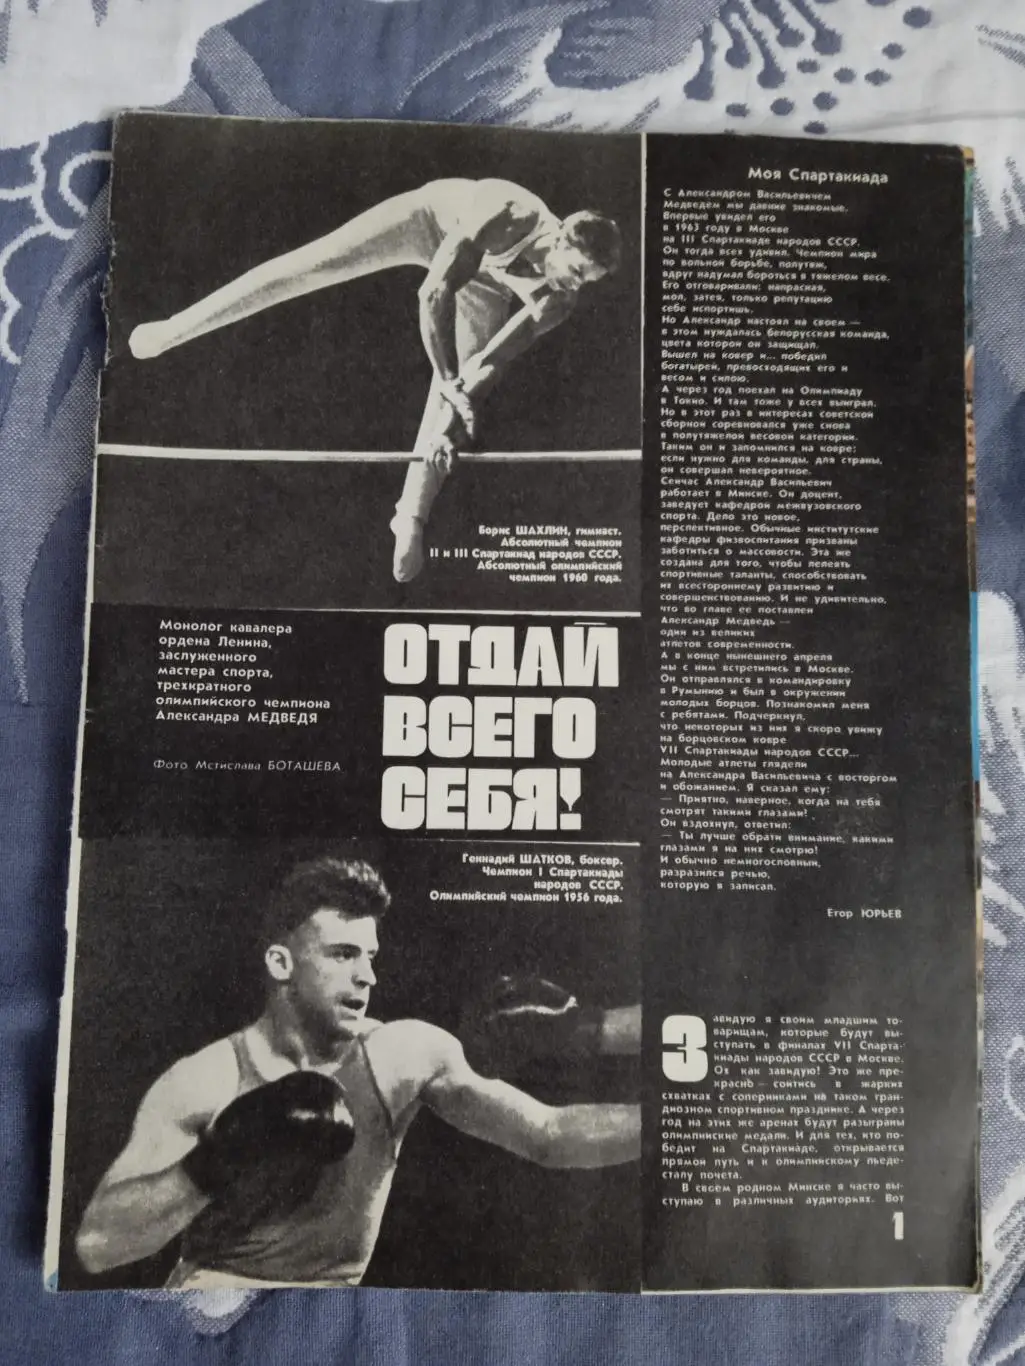 Борис ШАХЛИН, гимнаст.
Абсолютный чемпион
II и III Спартакиад народов СССР.
Абсолютный олимпийский
чемпион 1960 года.
Монолог кавалера
ордена Ленина,
заслуженного
мастера спорта,
трехкратного
олимпийского чемпиона
Александра МЕДВЕДЯ
Фото Мстислава БОТАШЕВА
ОТДАЙ
ВСЕГО
СЕБЯ!
Геннадий ШАТКОВ, боксер.
Чемпион I Спартакиады
народов СССР.
Олимпийский чемпион 1956 года.
Моя Спартакиада
С Александром Васильевичем
Медведем мы давние знакомые.
Впервые увидел его
в 1963 году в Москве
на III Спартакиаде народов СССР.
Он тогда всех удивил. Чемпион мира
по вольной борьбе, полутяж,
вдруг надумал бороться в тяжелом весе.
Его отговаривали: напрасная,
мол, затея, только репутацию
себе испортишь.
Но Александр настоял на своем —
в этом нуждалась белорусская команда,
цвета которой он защищал.
Вышел на ковер и... победил
богатырей, превосходящих его и
весом и силою.
А через год поехал на Олимпиаду
в Токио. И там тоже у всех выиграл.
Но в этот раз в интересах советской
сборной соревновался уже снова
в полутяжелой весовой категории.
Таким он и запомнился на ковре:
если нужно для команды, для страны,
он совершал невероятное.
Сейчас Александр Васильевич
работает в Минске. Он доцент,
заведует кафедрой межвузовского
спорта. Дело это новое,
перспективное. Обычные институтские
кафедры физвоспитания призваны
заботиться о массовости. Эта же
создана для того, чтобы лелеять
спортивные таланты, способствовать
их всестороннему развитию и
совершенствованию. И не удивительно,
что во главе ее поставлен
Александр Медведь —
один из великих
атлетов современности.
А в конце нынешнего апреля
мы с ним встретились в Москве.
Он отправлялся в командировку
в Румынию и был в окружении
молодых борцов. Познакомил меня
с ребятами. Подчеркнул,
что некоторых из них я скоро увижу
на борцовском ковре
VII Спартакиады народов СССР...
Молодые атлеты глядели
на Александра Васильевича с восторгом
и обожанием. Я сказал ему:
— Приятно, наверное, когда на тебя
смотрят такими глазами!
Он вздохнул, ответил:
— Ты лучше обрати внимание, какими
глазами я на них смотрю!
И обычно немногословный,
разразился речью,
которую я записал.
Егор ЮРЬЕВ
Завидую я своим младшим то-
варищам, которые будут вы-
ступать в финалах VII Спарта-
киады народов СССР в Москве.
Ох как завидую! Это же пре-
красно — сойтись в жарких
схватках с соперниками на таком гран-
диозном спортивном празднике. А через
год на этих же аренах будут разыграны
олимпийские медали. И для тех, кто по-
бедит на Спартакиаде, открывается
прямой путь и к олимпийскому пьеде-
сталу почета.
В своем родном Минске я часто вы-
ступаю в различных аудиториях. Вот
1